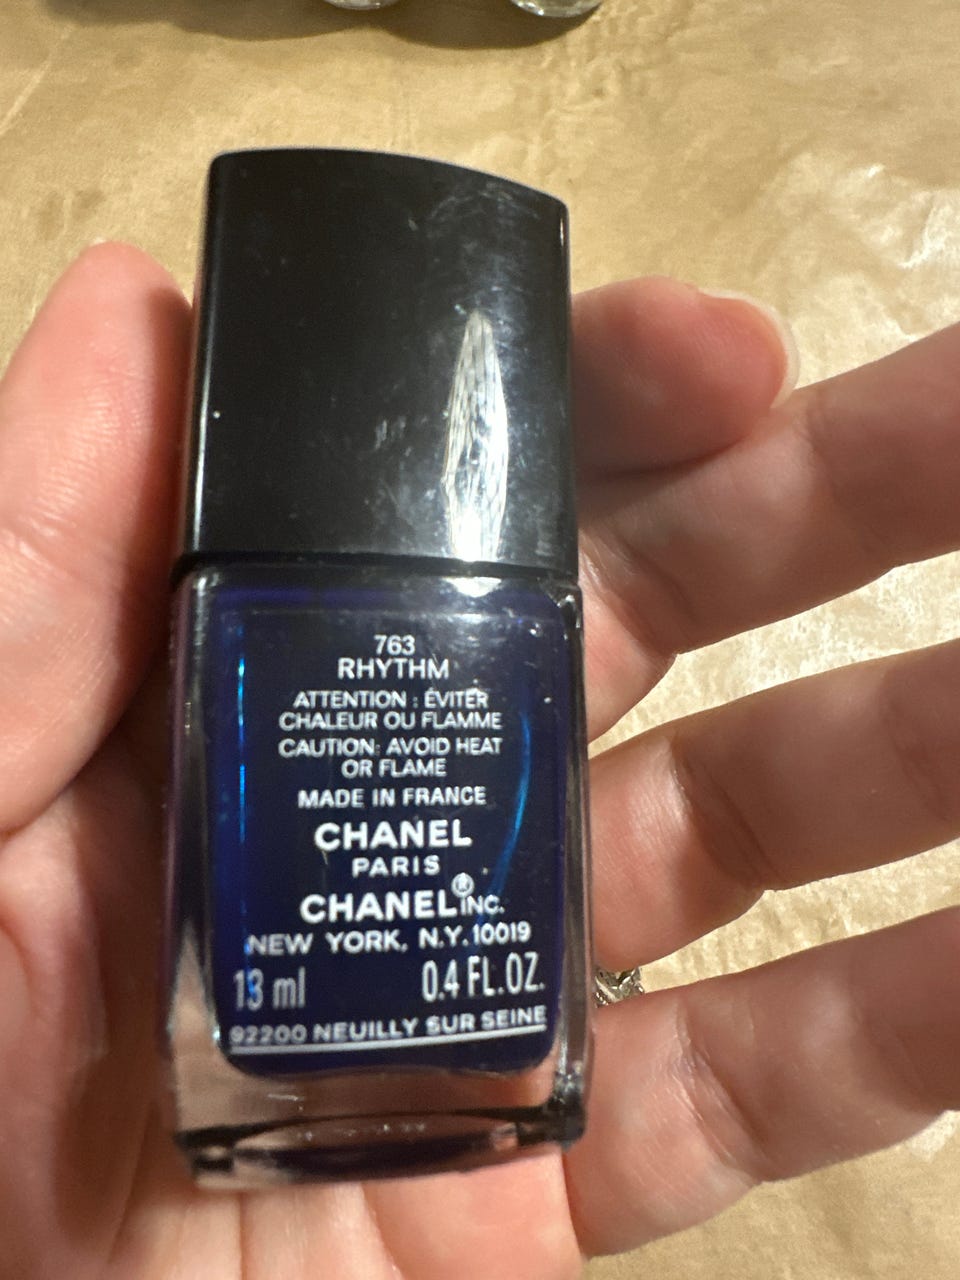 763
RHYTHM
ATTENTION : ÉVITER
CHALEUR OU FLAMME
CAUTION: AVOID HEAT
OR FLAME
MADE IN FRANCE
CHANEL
PARIS
CHANEL® INC.
NEW YORK, N.Y. 10019
13 ml 0.4 FL.OZ.
92200 NEUILLY SUR SEINE